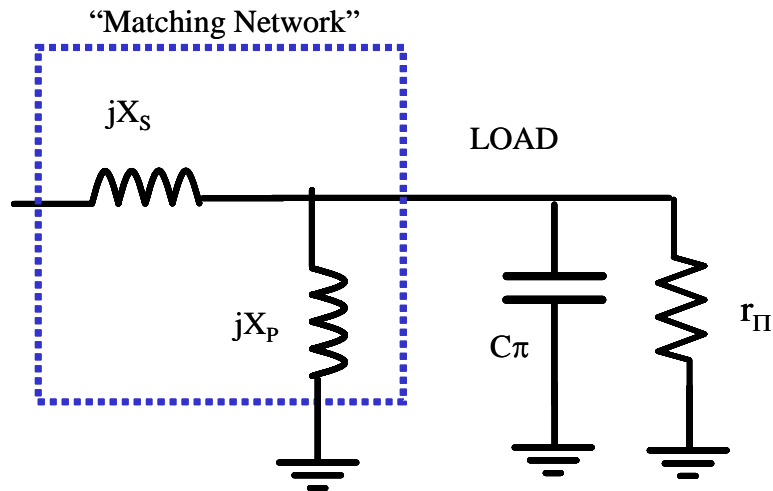 “Matching Network”
jX_S
LOAD
jX_P
Cπ
r_Π